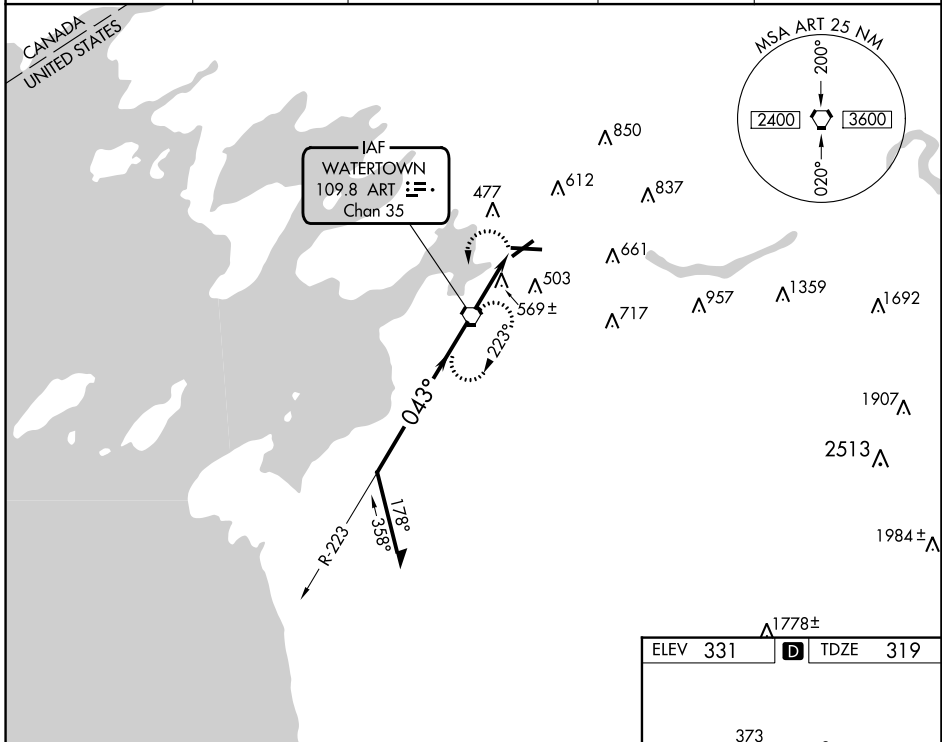 CANADA
UNITED STATES
MSA ART 25 NM
200°
2400
3600
020°
IAF
WATERTOWN
109.8 ART
Chan 35
850
612
837
477
661
503
569±
717
957
1359
1692
223°
043°
1907
2513
178°
358°
R-223
1984±
1778±
ELEV 331 D TDZE 319
373